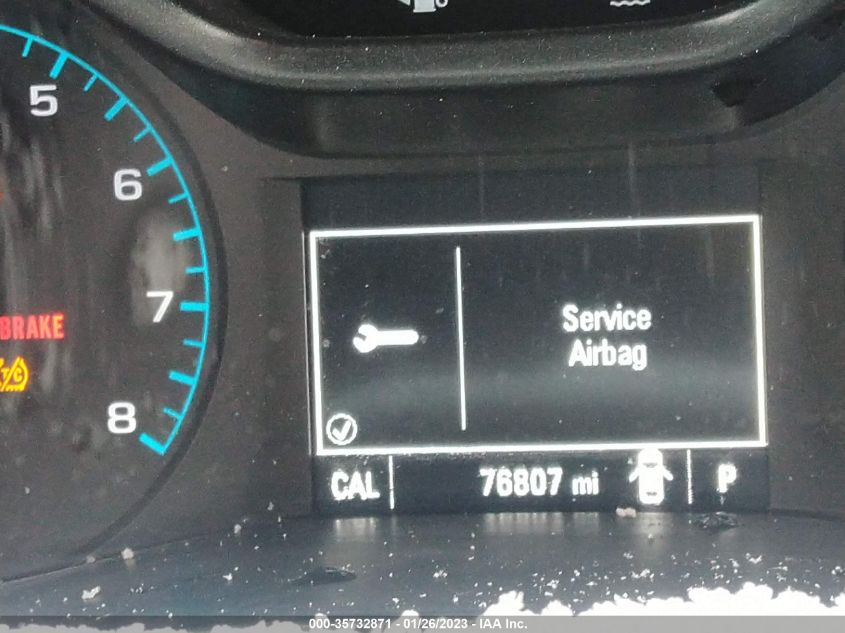 5
6
7
8
BRAKE
T/C
Service
Airbag
CAL 76807 mi P
000-35732871 - 01/26/2023 - IAA Inc.